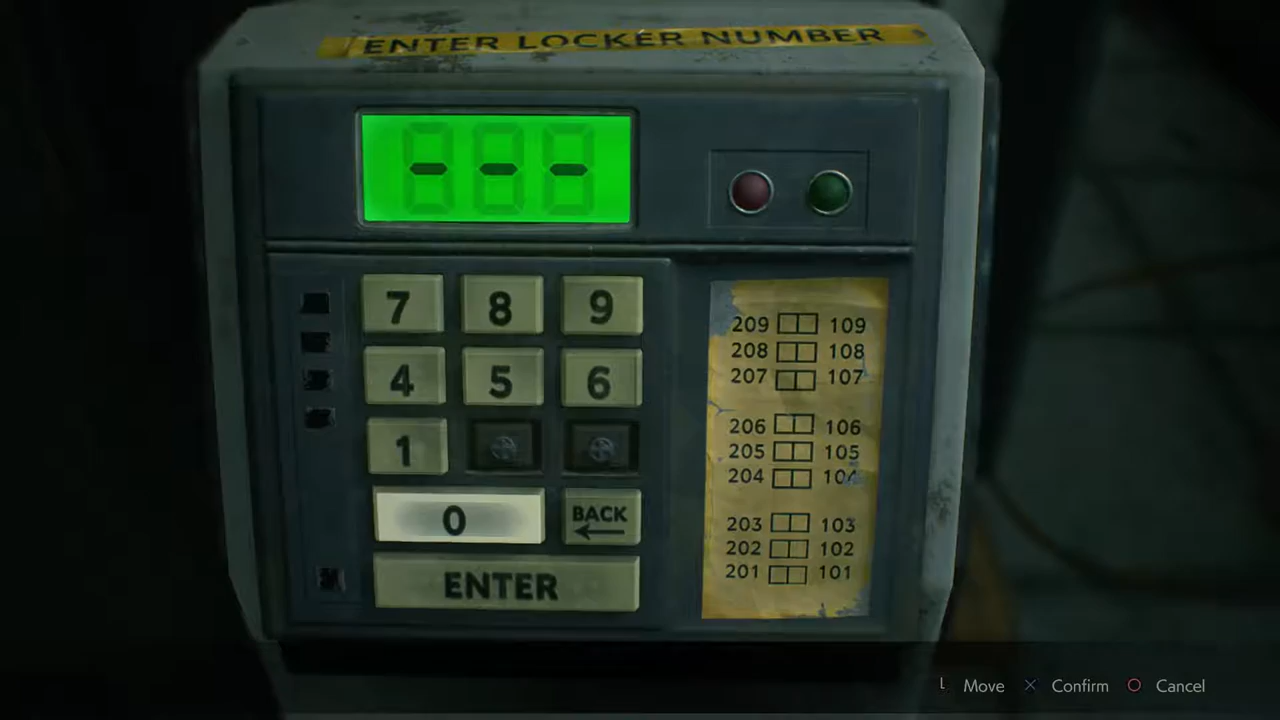 ENTER LOCKER NUMBER
- - -
7 8 9
4 5 6
1
0 BACK
ENTER
209 109
208 108
207 107
206 106
205 105
204 104
203 103
202 102
201 101
L Move X Confirm O Cancel